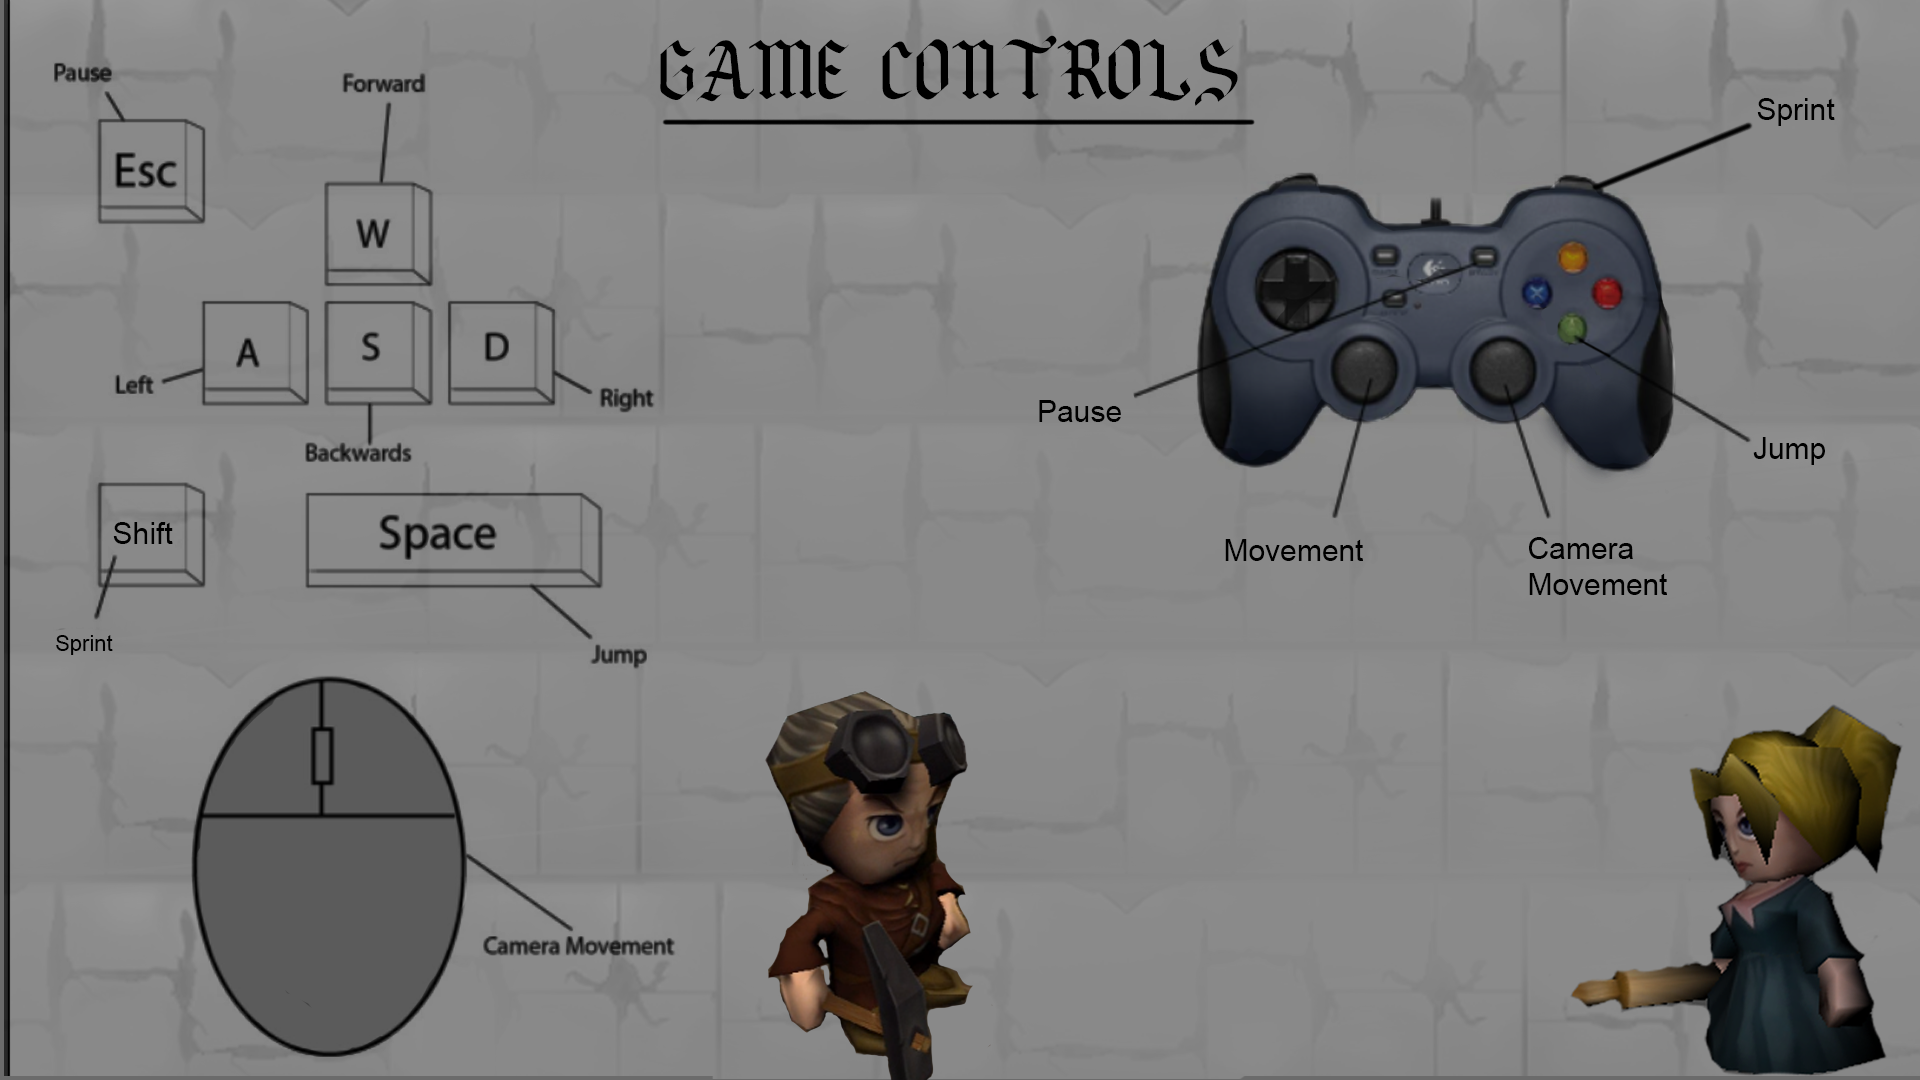 GAME CONTROLS
Pause
Esc
Forward
W
A
S
D
Left
Right
Backwards
Shift
Sprint
Space
Jump
Camera Movement
Sprint
X
Pause
Jump
Movement
Camera
Movement